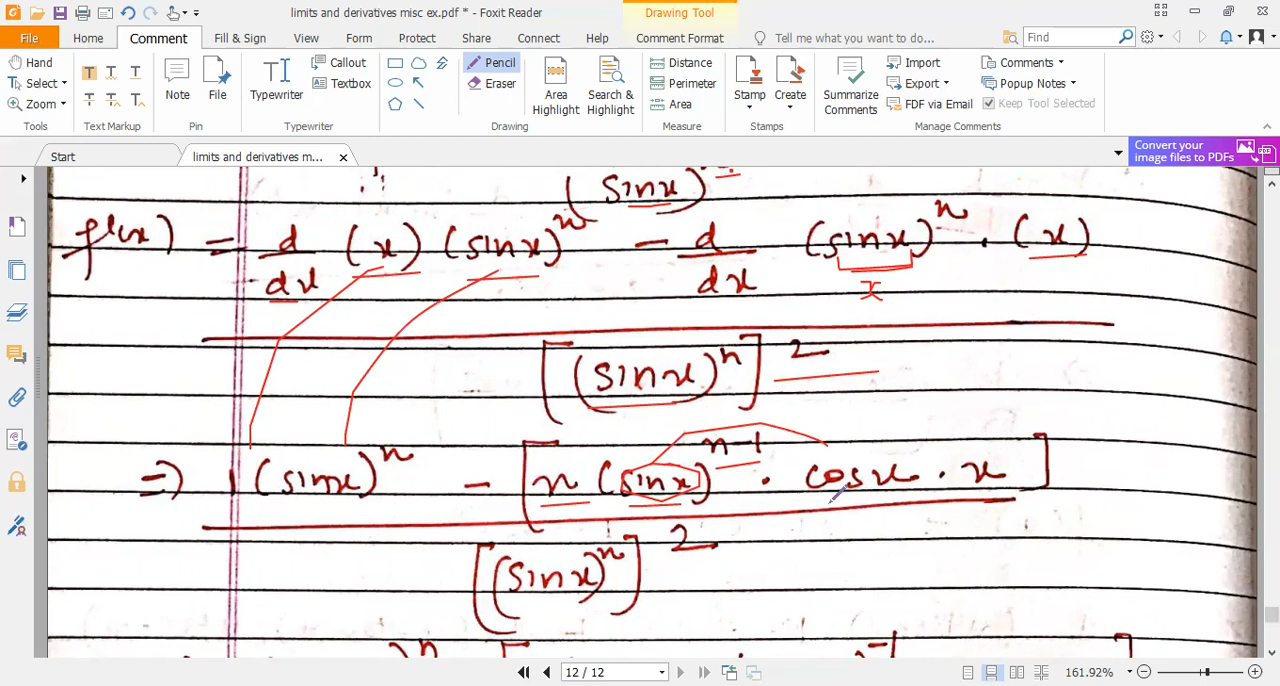 limits and derivatives misc ex.pdf * - Foxit Reader
Drawing Tool
File Home Comment Fill & Sign View Form Protect Share Connect Help Comment Format Tell me what you want to do... Find
Hand
Select
Zoom
Tools
T T T
T T T
Text Markup
Note
File
Pin
Typewriter
Callout
Textbox
Typewriter
Pencil
Eraser
Drawing
Area Highlight
Search & Highlight
Distance
Perimeter
Area
Measure
Stamp
Create
Stamps
Summarize Comments
Import
Export
FDF via Email
Comments
Popup Notes
Keep Tool Selected
Manage Comments
Start
limits and derivatives m...
Convert your
image files to PDFs
(sinx)
f'(x) = d/dx (x) (sinx)^n - d/dx (sinx)^n . (x)
x
[(sinx)^n]^2
=> 1 (sinx)^n - [n (sinx)^n-1 . cosx . x]
[(sinx)^n]^2
12 / 12
161.92%